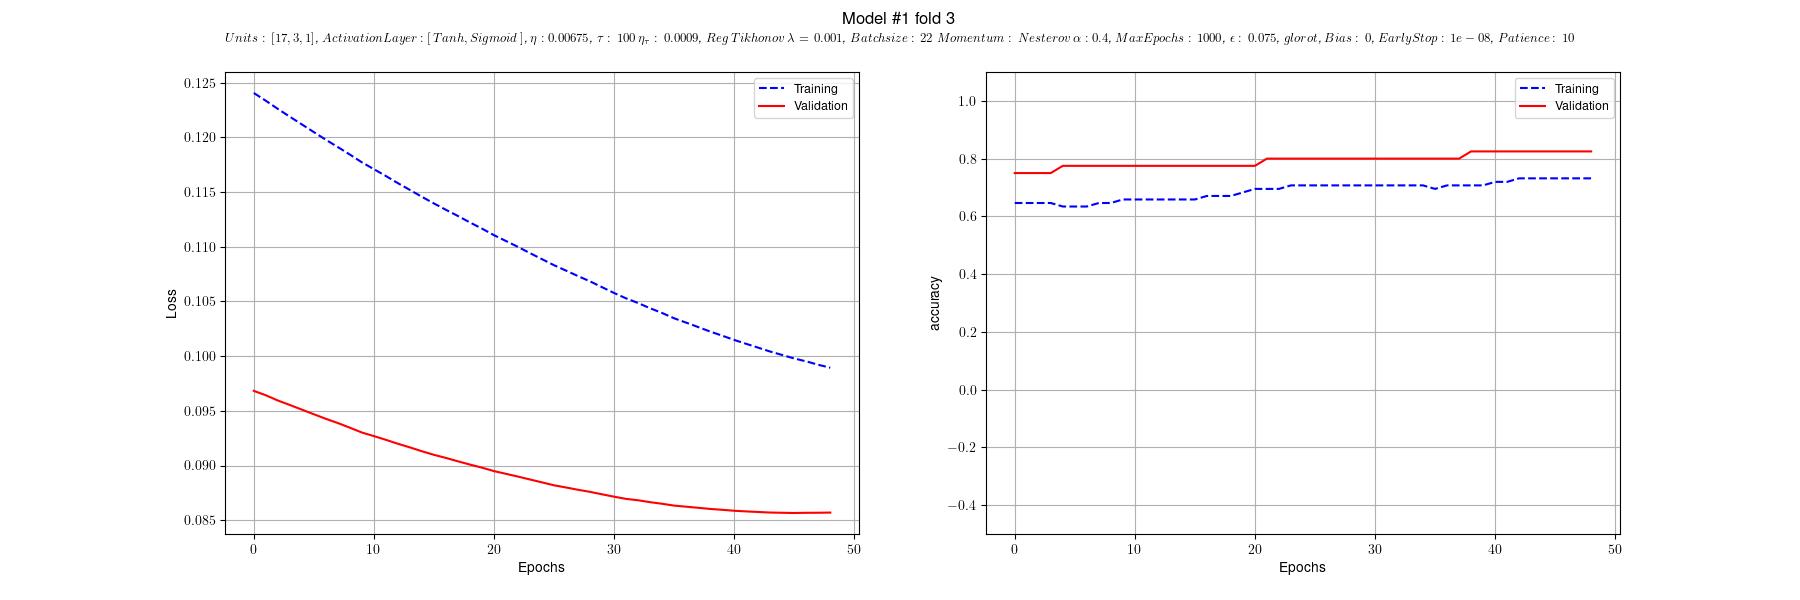 Model #1 fold 3
Units : [17, 3, 1], ActivationLayer : [ Tanh, Sigmoid ], η : 0.00675, τ : 100 ητ : 0.0009, Reg Tikhonov λ = 0.001, Batchsize : 22 Momentum : Nesterov α : 0.4, MaxEpochs : 1000, ϵ : 0.075, glorot, Bias : 0, EarlyStop : 1e − 08, Patience : 10
0.125
0.120
0.115
0.110
0.105
0.100
0.095
0.090
0.085
Loss
Training
Validation
0 10 20 30 40 50
Epochs
1.0
0.8
0.6
0.4
0.2
0.0
−0.2
−0.4
accuracy
Training
Validation
0 10 20 30 40 50
Epochs